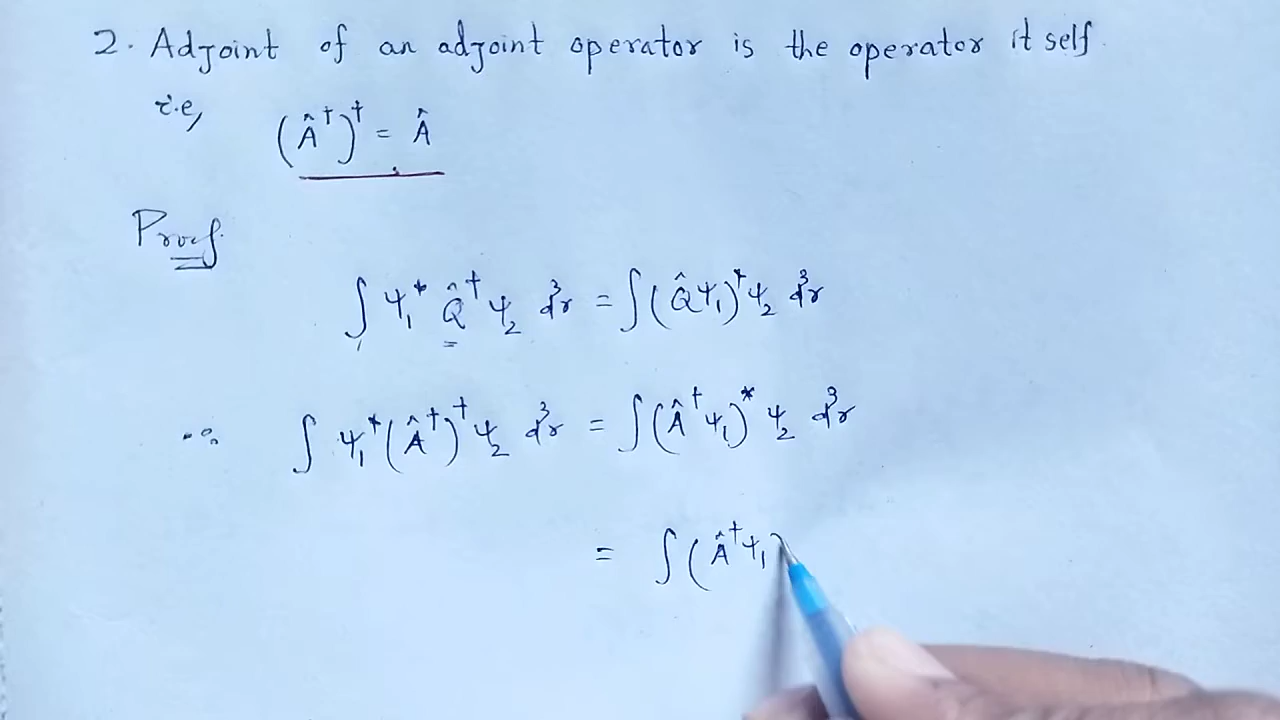 2. Adjoint of an adjoint operator is the operator it self.
i.e, (Â†)† = Â
Proof.
∫ ψ₁* Q̂† ψ₂ d³r = ∫(Q̂ψ₁)* ψ₂ d³r
∴ ∫ ψ₁* (Â†)† ψ₂ d³r = ∫(Â†ψ₁)* ψ₂ d³r
= ∫(Â†ψ₁)